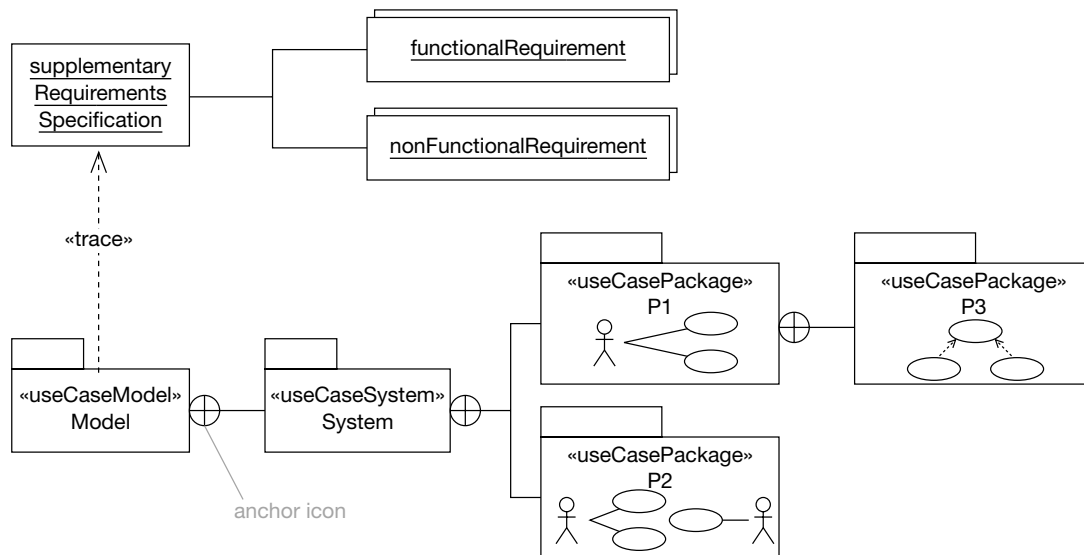 functionalRequirement
supplementary
Requirements
Specification
nonFunctionalRequirement
«trace»
«useCasePackage»
P1
«useCasePackage»
P3
«useCaseModel»
Model
«useCaseSystem»
System
«useCasePackage»
P2
anchor icon